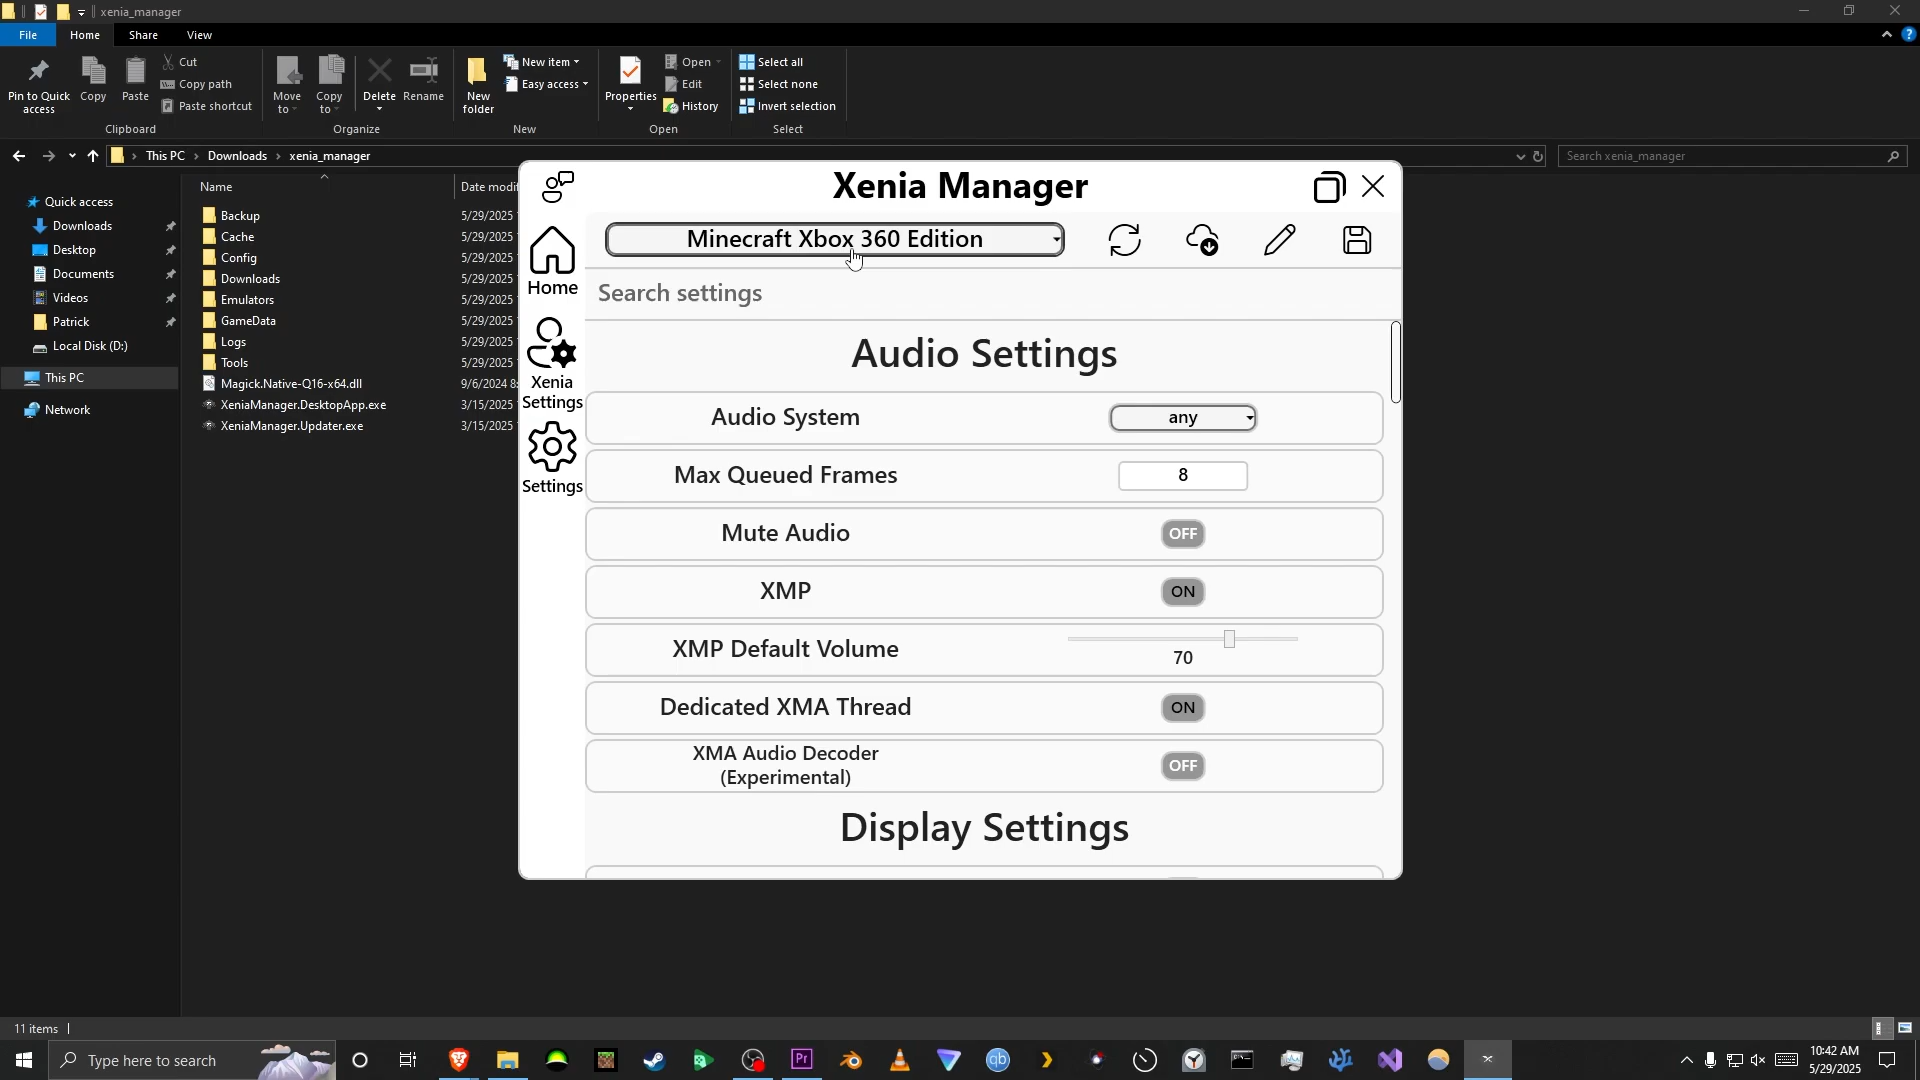 xenia_manager
File
Home
Share
View
Pin to Quick
access
Copy
Paste
Cut
Copy path
Paste shortcut
Clipboard
Move
to
Copy
to
Delete
Rename
Organize
New
folder
New item
Easy access
New
Properties
Open
Edit
History
Open
Select all
Select none
Invert selection
Select
This PC
Downloads
xenia_manager
Search xenia_manager
Quick access
Downloads
Desktop
Documents
Videos
Patrick
Local Disk (D:)
This PC
Network
Name
Date modi
Backup 5/29/2025
Cache 5/29/2025
Config 5/29/2025
Downloads 5/29/2025
Emulators 5/29/2025
GameData 5/29/2025
Logs 5/29/2025
Tools 5/29/2025
Magick.Native-Q16-x64.dll 9/6/2024 8:
XeniaManager.DesktopApp.exe 3/15/2025
XeniaManager.Updater.exe 3/15/2025
Xenia Manager
Home
Xenia
Settings
Settings
Minecraft Xbox 360 Edition
Search settings
Audio Settings
Audio System any
Max Queued Frames 8
Mute Audio OFF
XMP ON
XMP Default Volume
70
Dedicated XMA Thread ON
XMA Audio Decoder
(Experimental) OFF
Display Settings
11 items
Type here to search
Pr
qb
10:42 AM
5/29/2025